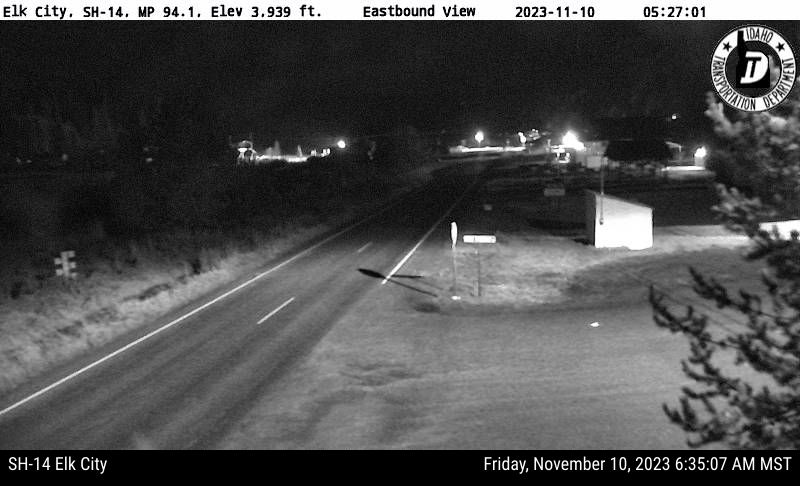 Elk City, SH-14, MP 94.1, Elev 3,939 ft. Eastbound View 2023-11-10 05:27:01
IDAHO
TRANSPORTATION DEPARTMENT
SH-14 Elk City Friday, November 10, 2023 6:35:07 AM MST